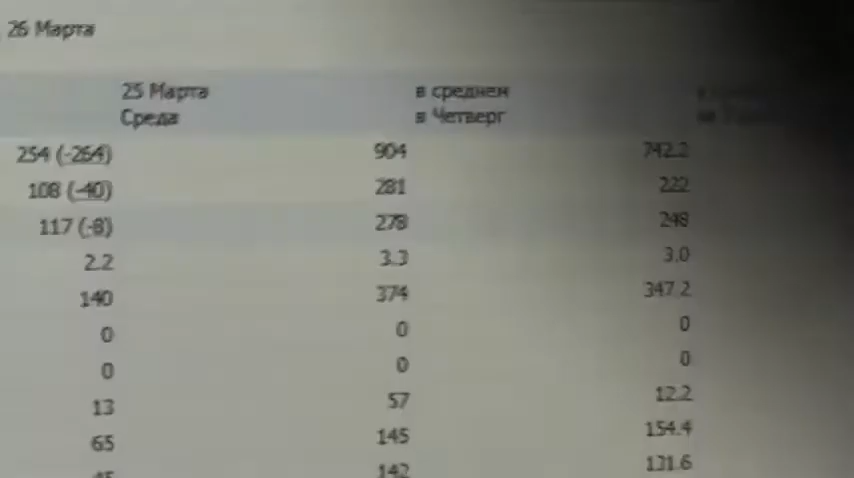 26 Марта
25 Марта в среднем
Среда в Четверг
254 (-264) 904 742.2
108 (-40) 281 222
117 (-8) 278 248
2.2 3.3 3.0
140 374 347.2
0 0 0
0 0 0
13 57 12.2
65 145 154.4
45 142 131.6